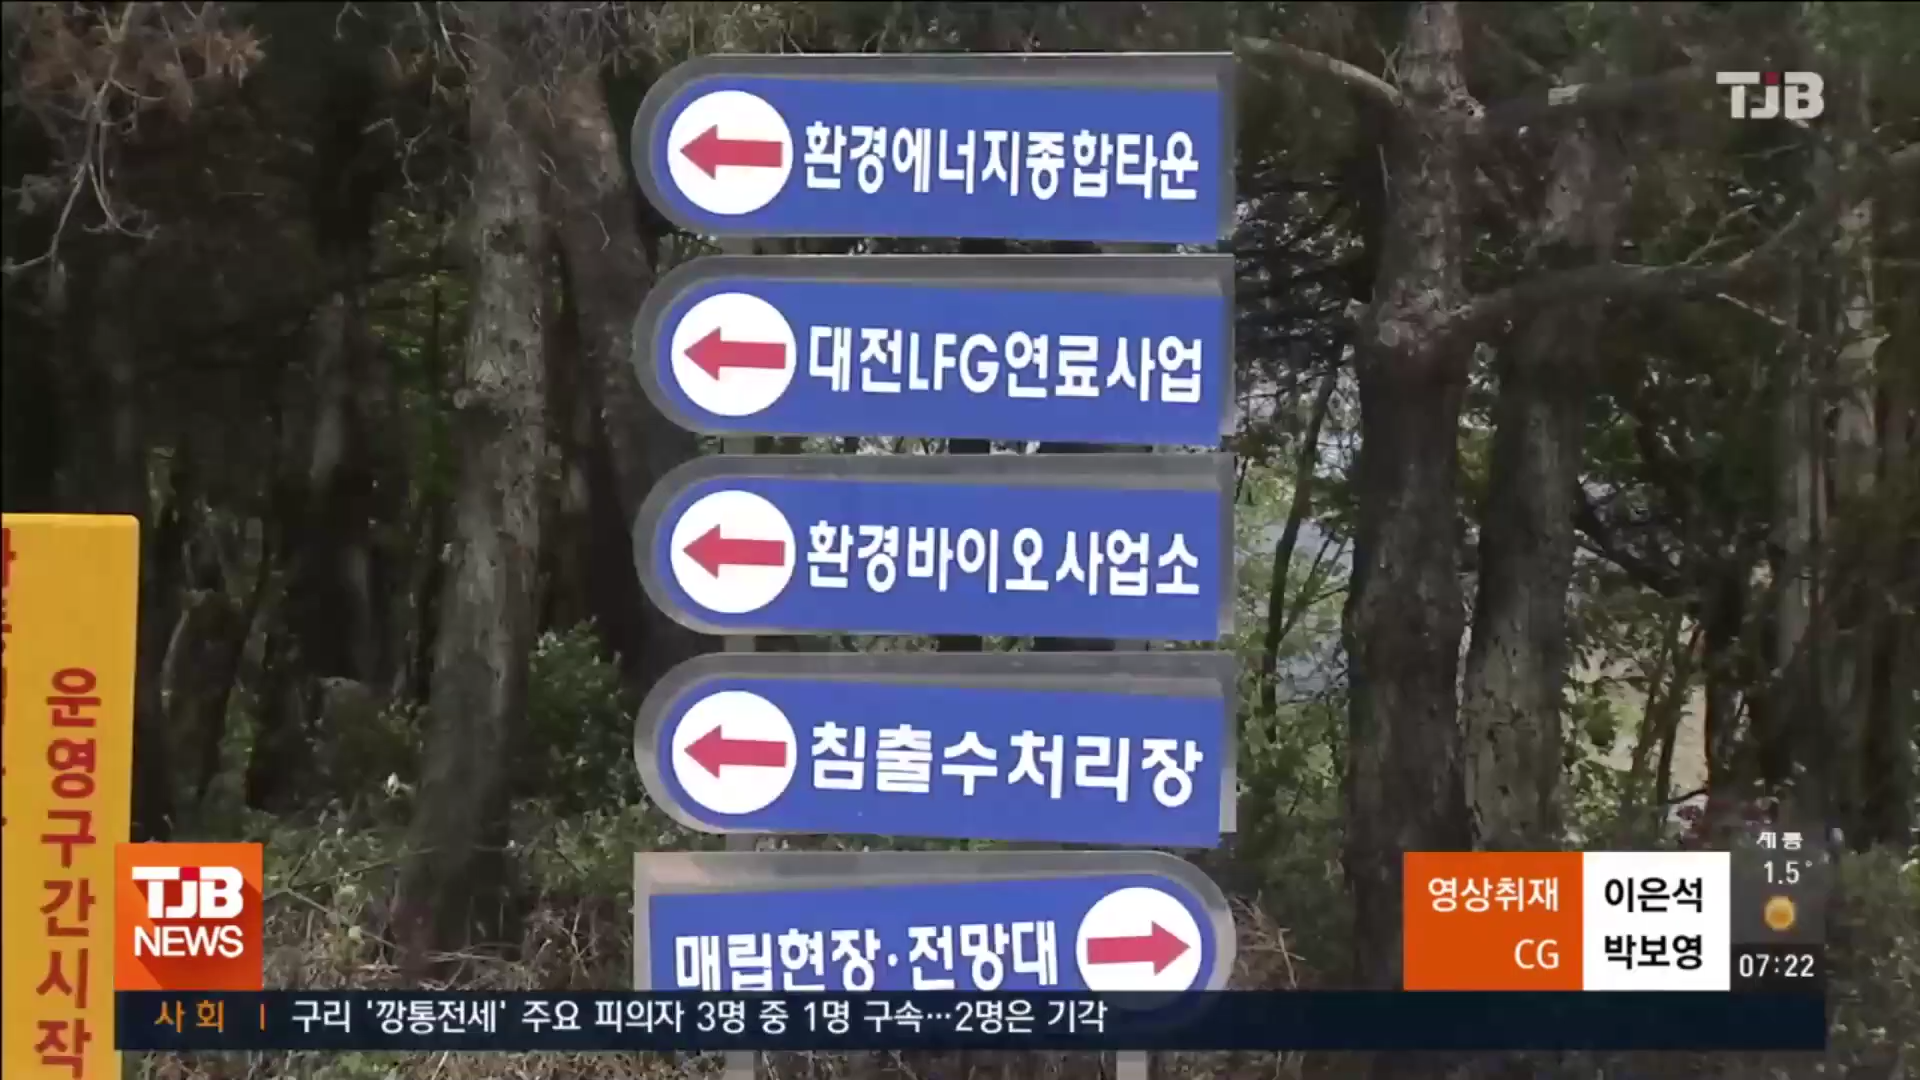 TJB
환경에너지종합타운
대전LFG연료사업
환경바이오사업소
침출수처리장
매립현장·전망대
운영구간시작
TJB
NEWS
영상취재 이은석
CG 박보영
세종
1.5°
07:22
사회 | 구리 '깡통전세' 주요 피의자 3명 중 1명 구속…2명은 기각